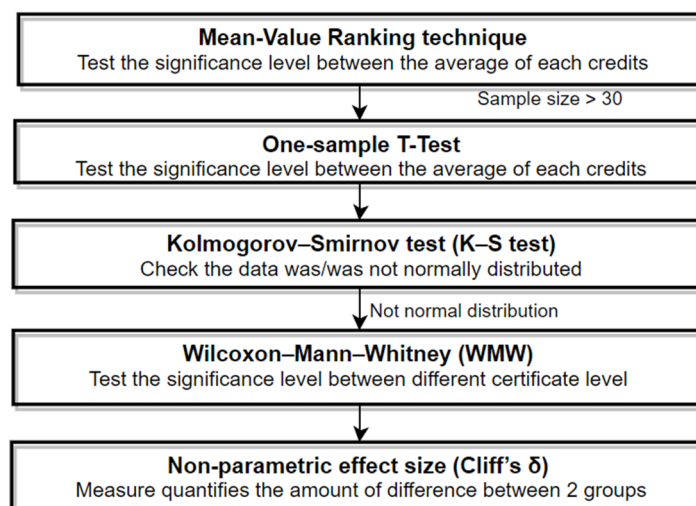 Mean-Value Ranking technique
Test the significance level between the average of each credits
Sample size > 30
One-sample T-Test
Test the significance level between the average of each credits
Kolmogorov–Smirnov test (K–S test)
Check the data was/was not normally distributed
Not normal distribution
Wilcoxon–Mann–Whitney (WMW)
Test the significance level between different certificate level
Non-parametric effect size (Cliff's δ)
Measure quantifies the amount of difference between 2 groups